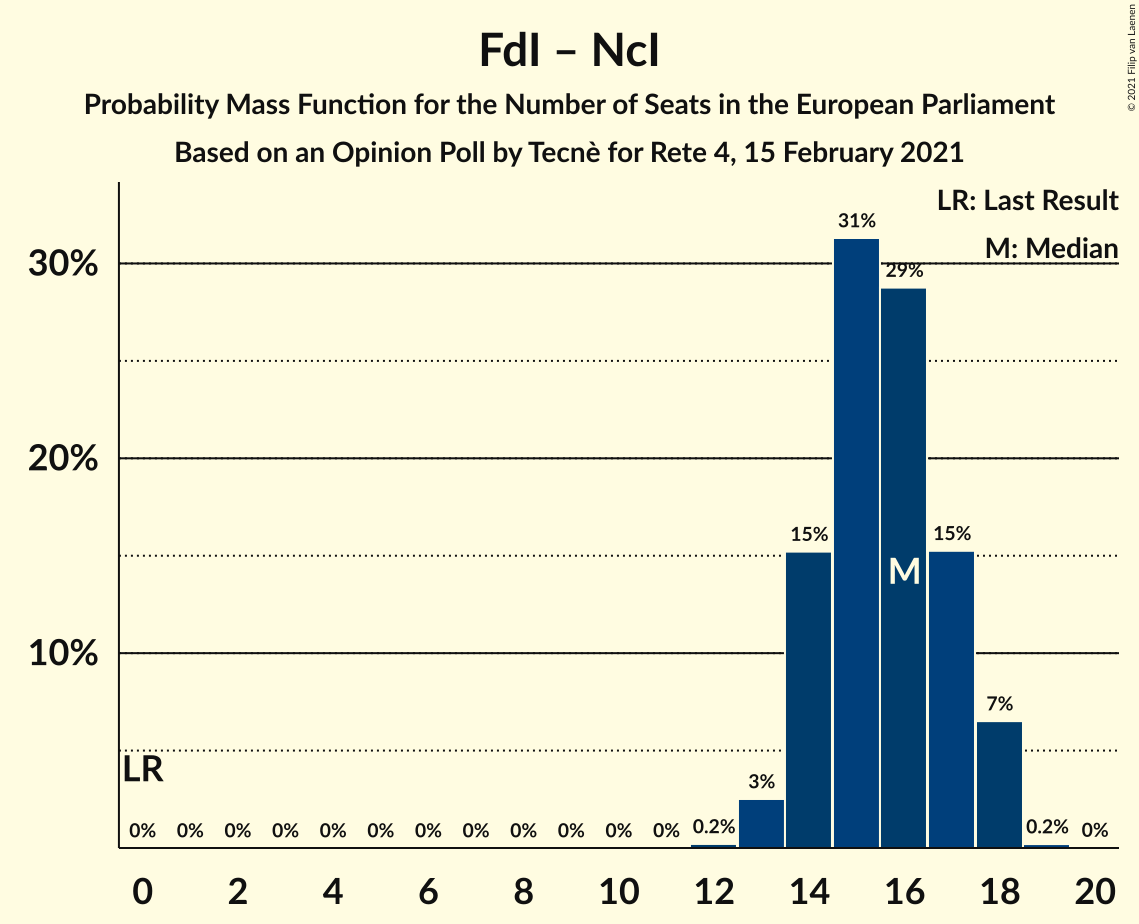 FdI – NcI
Probability Mass Function for the Number of Seats in the European Parliament
Based on an Opinion Poll by Tecnè for Rete 4, 15 February 2021
© 2021 Filip van Laenen
LR: Last Result
M: Median
30%
20%
10%
31%
29%
15%
M
15%
7%
LR
3%
0% 0% 0% 0% 0% 0% 0% 0% 0% 0% 0% 0% 0.2% 0.2% 0%
0 2 4 6 8 10 12 14 16 18 20